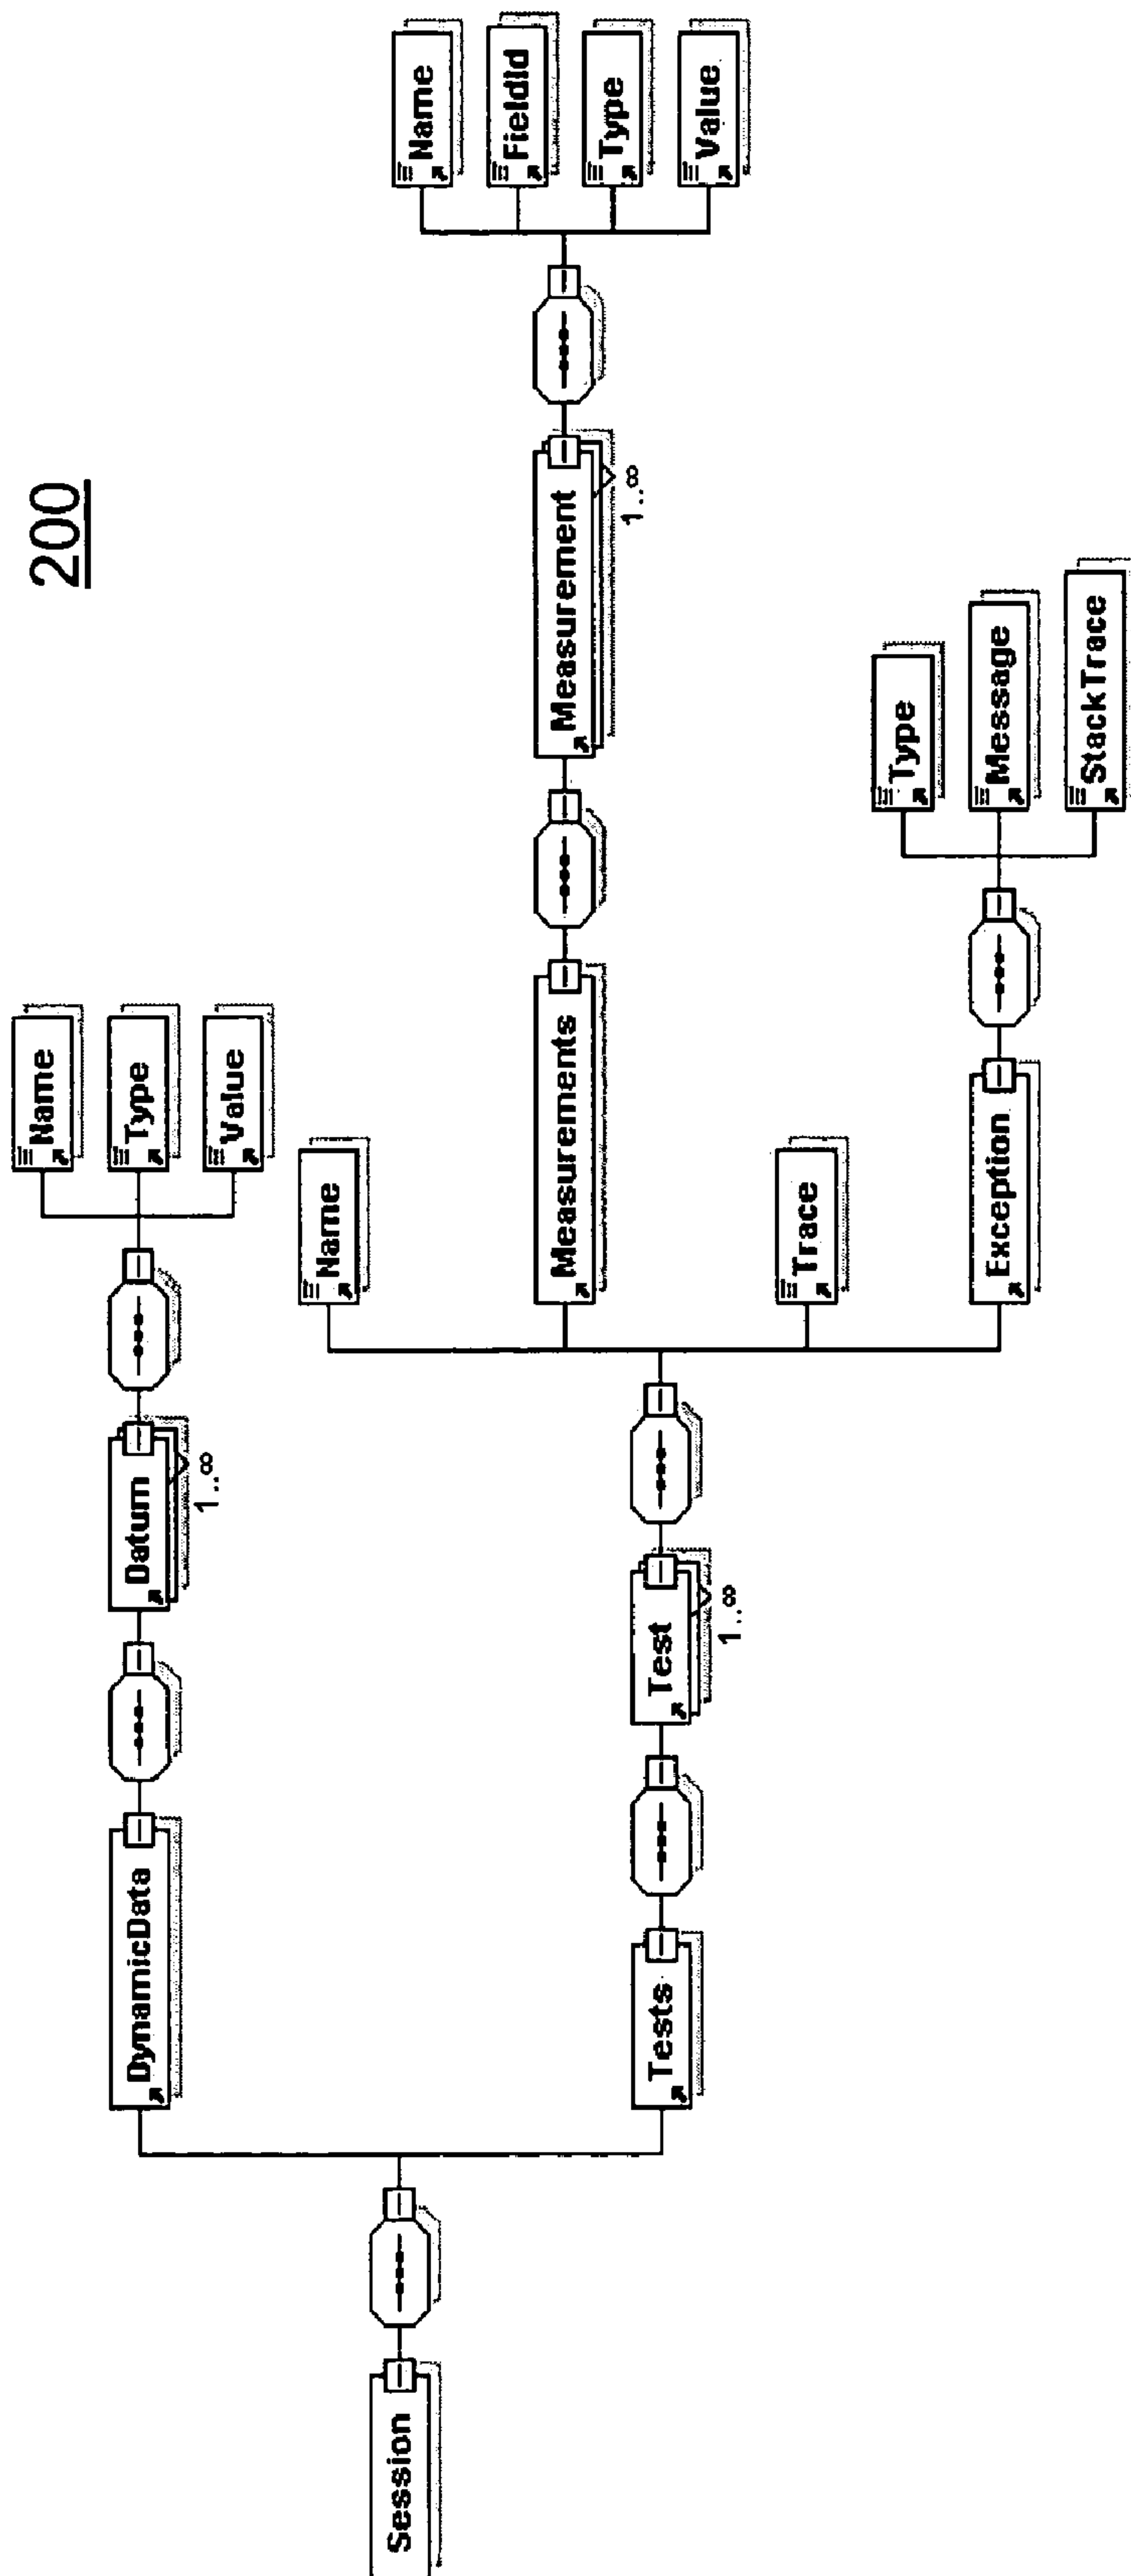 200
Session
DynamicData
Datum
1..∞
Name
Type
Value
Tests
Test
1..∞
Name
Measurements
Measurement
1..∞
Name
FieldId
Type
Value
Trace
Exception
Type
Message
StackTrace